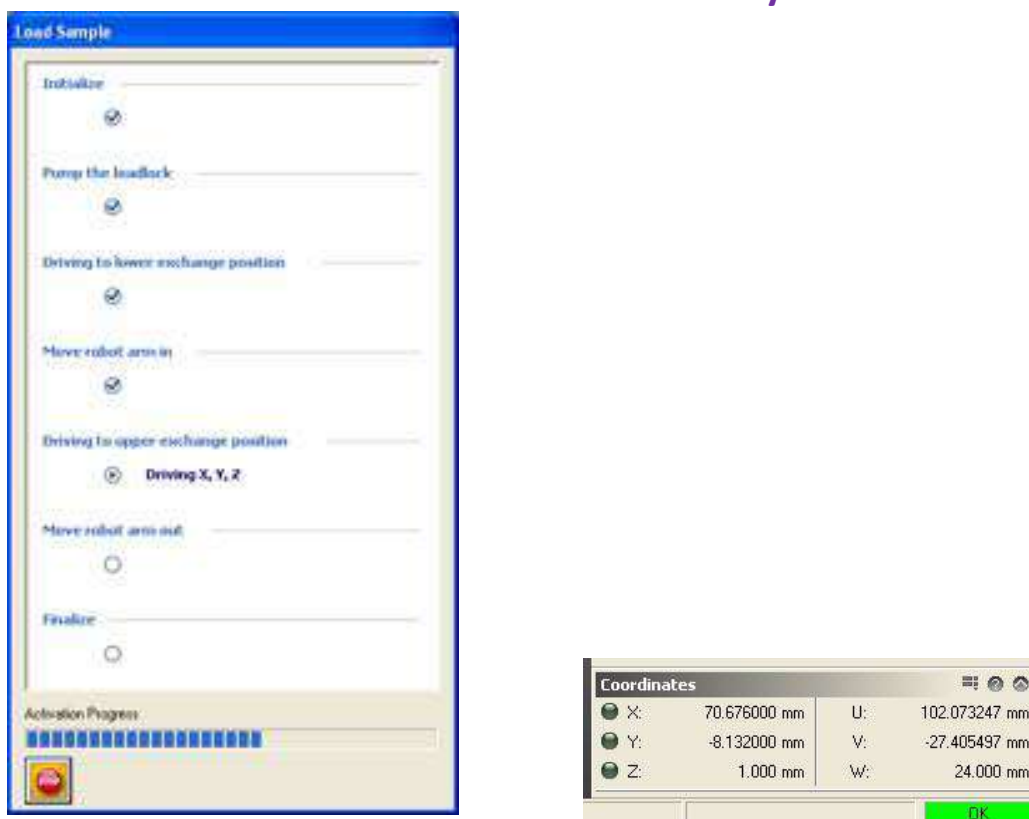 Load Sample
Initialize
Pump the loadlock
Driving to lower exchange position
Move robot arm in
Driving to upper exchange position
Driving X, Y, Z
Move robot arm out
Finalize
Activation Progress
Coordinates
X: 70.676000 mm U: 102.073247 mm
Y: -8.132000 mm V: -27.405497 mm
Z: 1.000 mm W: 24.000 mm
OK